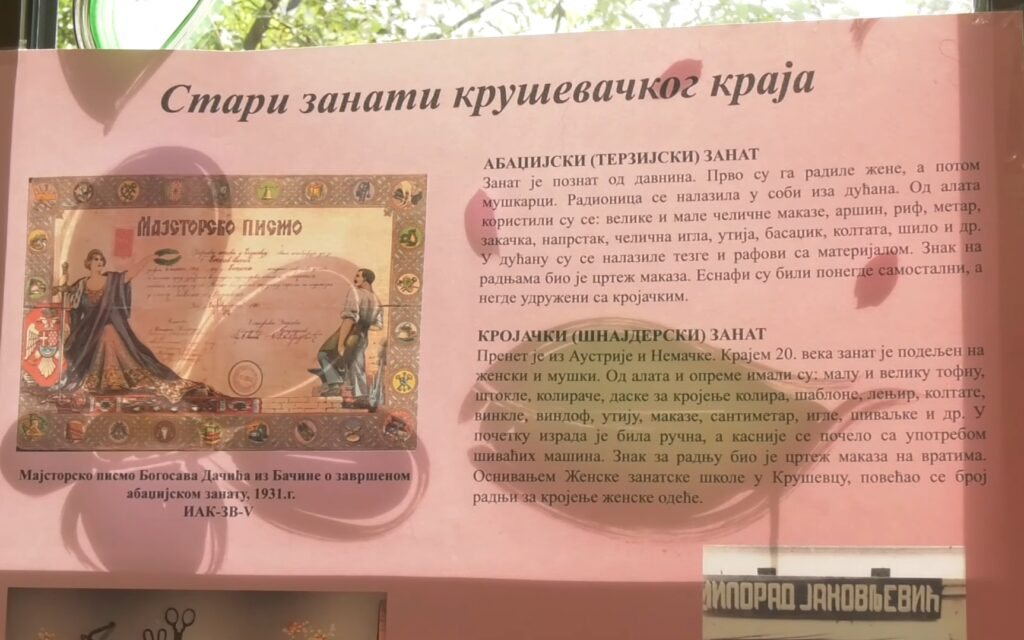 Стари занати крушевачког краја
МАЈСТОРСКО ПИСМО
Мајсторско писмо Богосава Дачића из Бачине о завршеном
абаџијском занату, 1931.г.
ИАК-ЗВ-V
АБАЏИЈСКИ (ТЕРЗИЈСКИ) ЗАНАТ
Занат је познат од давнина. Прво су га радиле жене, а потом
мушкарци. Радионица се налазила у соби иза дућана. Од алата
користили су се: велике и мале челичне маказе, аршин, риф, метар,
закачка, напрстак, челична игла, утија, басаџик, колтата, шило и др.
У дућану су се налазиле тезге и рафови са материјалом. Знак на
радњама био је цртеж маказа. Еснафи су били понегде самостални, а
негде удружени са кројачким.
КРОЈАЧКИ (ШНАЈДЕРСКИ) ЗАНАТ
Пренет је из Аустрије и Немачке. Крајем 20. века занат је подељен на
женски и мушки. Од алата и опреме имали су: малу и велику тофну,
штокле, колираче, даске за кројење колира, шаблоне, лењир, колтате,
винкле, виндлоф, утију, маказе, сантиметар, игле, шиваљке и др. У
почетку израда је била ручна, а касније се почело са употребом
шиваћих машина. Знак за радњу био је цртеж маказа на вратима.
Оснивањем Женске занатске школе у Крушевцу, повећао се број
радњи за кројење женске одеће.
МИЛОРАД ЈАНОВЉЕВИЋ